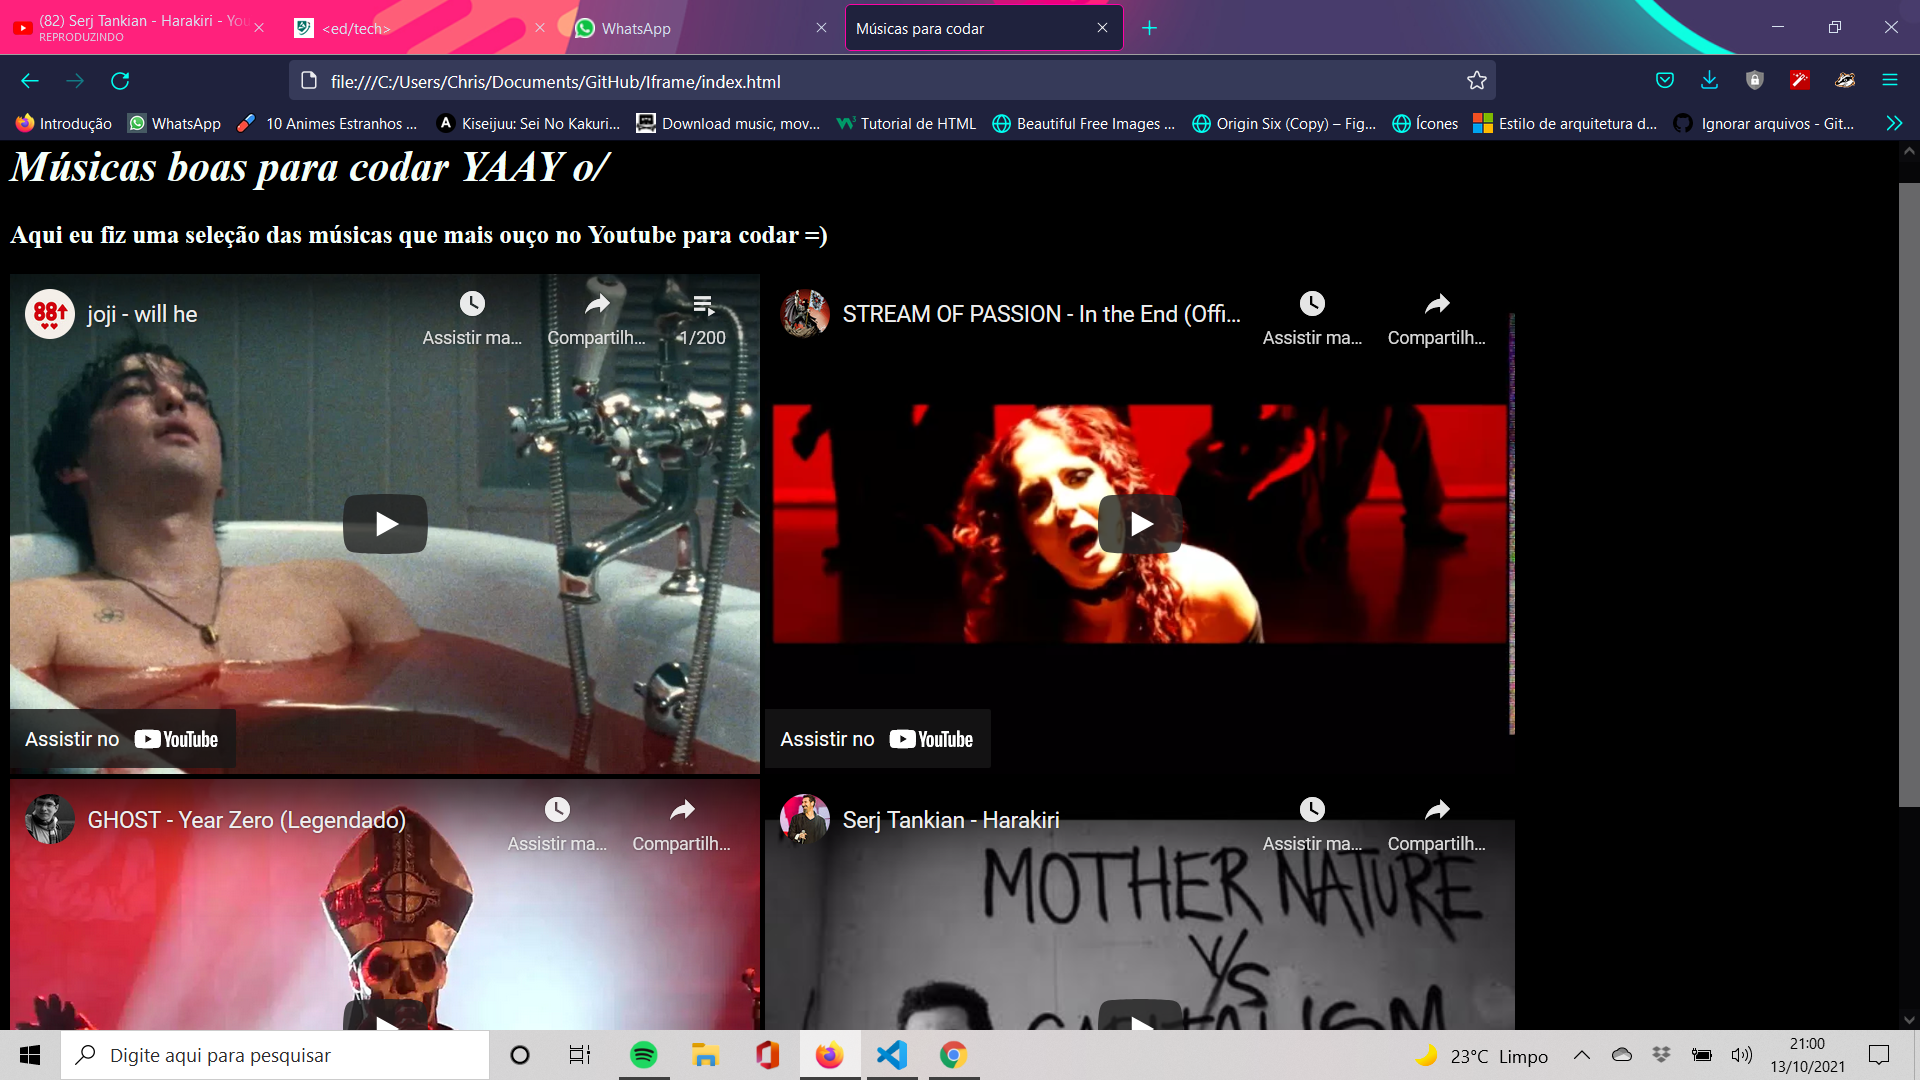 (82) Serj Tankian - Harakiri - You
REPRODUZINDO
<ed/tech>
WhatsApp
Músicas para codar
file:///C:/Users/Chris/Documents/GitHub/Iframe/index.html
Introdução
WhatsApp
10 Animes Estranhos ...
Kiseijuu: Sei No Kakuri...
Download music, mov...
Tutorial de HTML
Beautiful Free Images ...
Origin Six (Copy) – Fig...
Ícones
Estilo de arquitetura d...
Ignorar arquivos - Git...
Músicas boas para codar YAAY o/
Aqui eu fiz uma seleção das músicas que mais ouço no Youtube para codar =)
88↑
joji - will he
Assistir ma...
Compartilh...
1/200
Assistir no YouTube
STREAM OF PASSION - In the End (Offi...
Assistir ma...
Compartilh...
Assistir no YouTube
GHOST - Year Zero (Legendado)
Assistir ma...
Compartilh...
Serj Tankian - Harakiri
Assistir ma...
Compartilh...
MOTHER NATURE
V/S
CAPITALISM
Digite aqui para pesquisar
23°C Limpo
21:00
13/10/2021